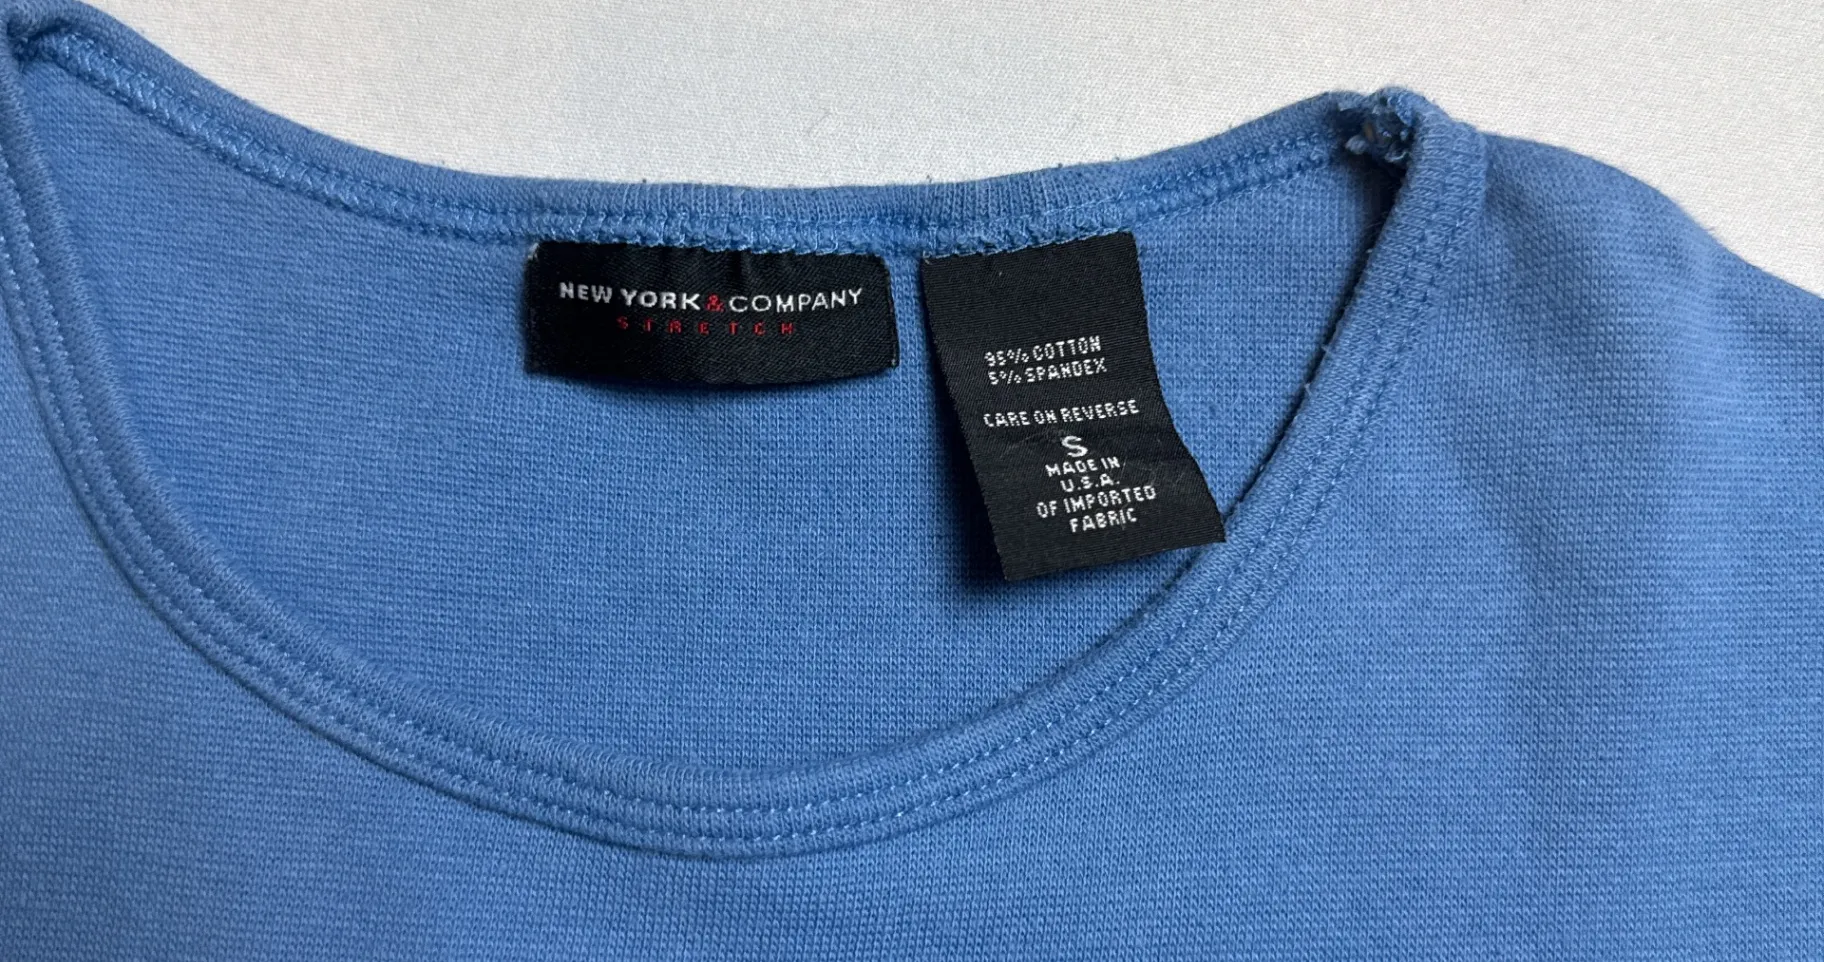 NEW YORK & COMPANY
STRETCH
95% COTTON
5% SPANDEX
CARE ON REVERSE
S
MADE IN
U.S.A.
OF IMPORTED
FABRIC